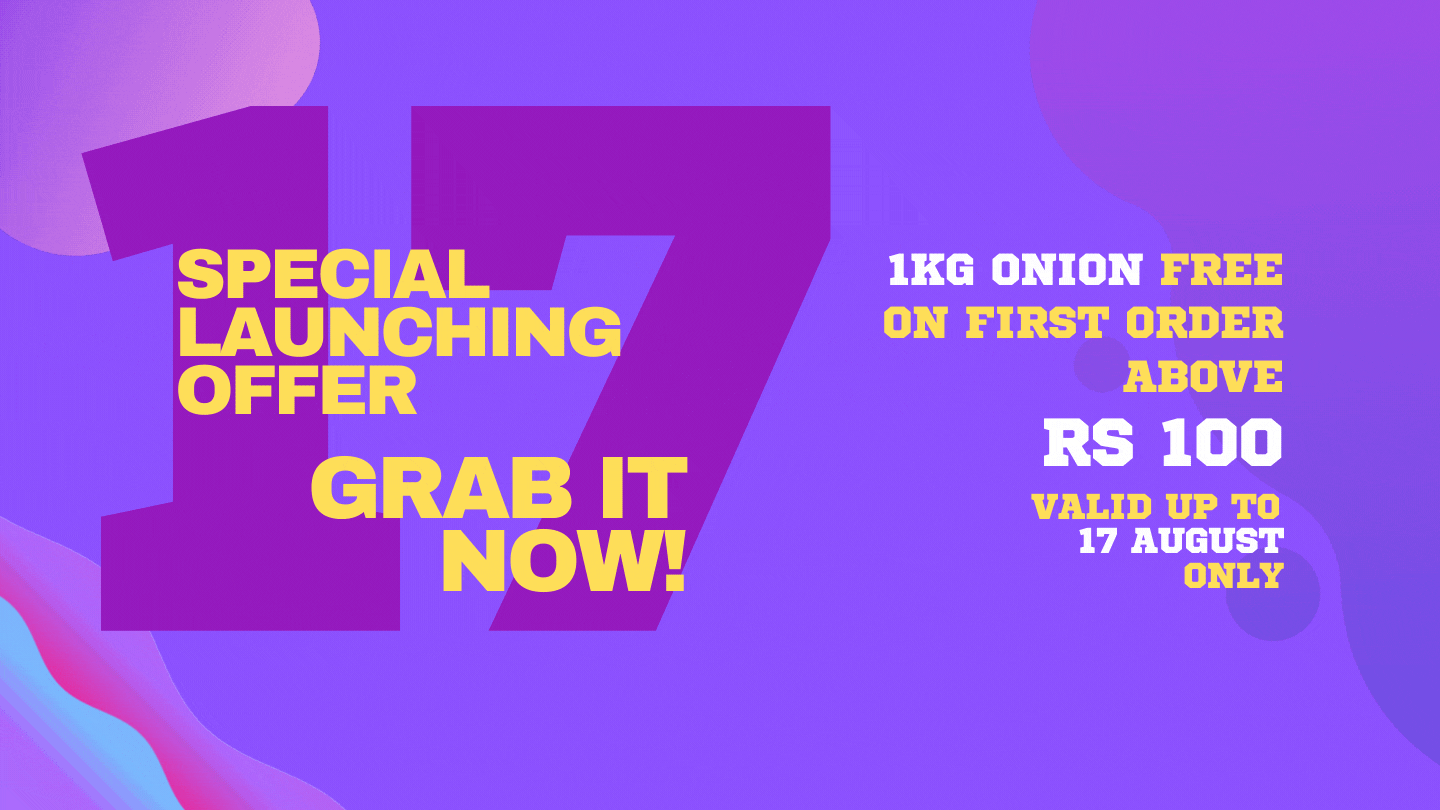 17
SPECIAL
LAUNCHING
OFFER
GRAB IT
NOW!
1KG ONION FREE
ON FIRST ORDER
ABOVE
RS 100
VALID UP TO
17 AUGUST
ONLY